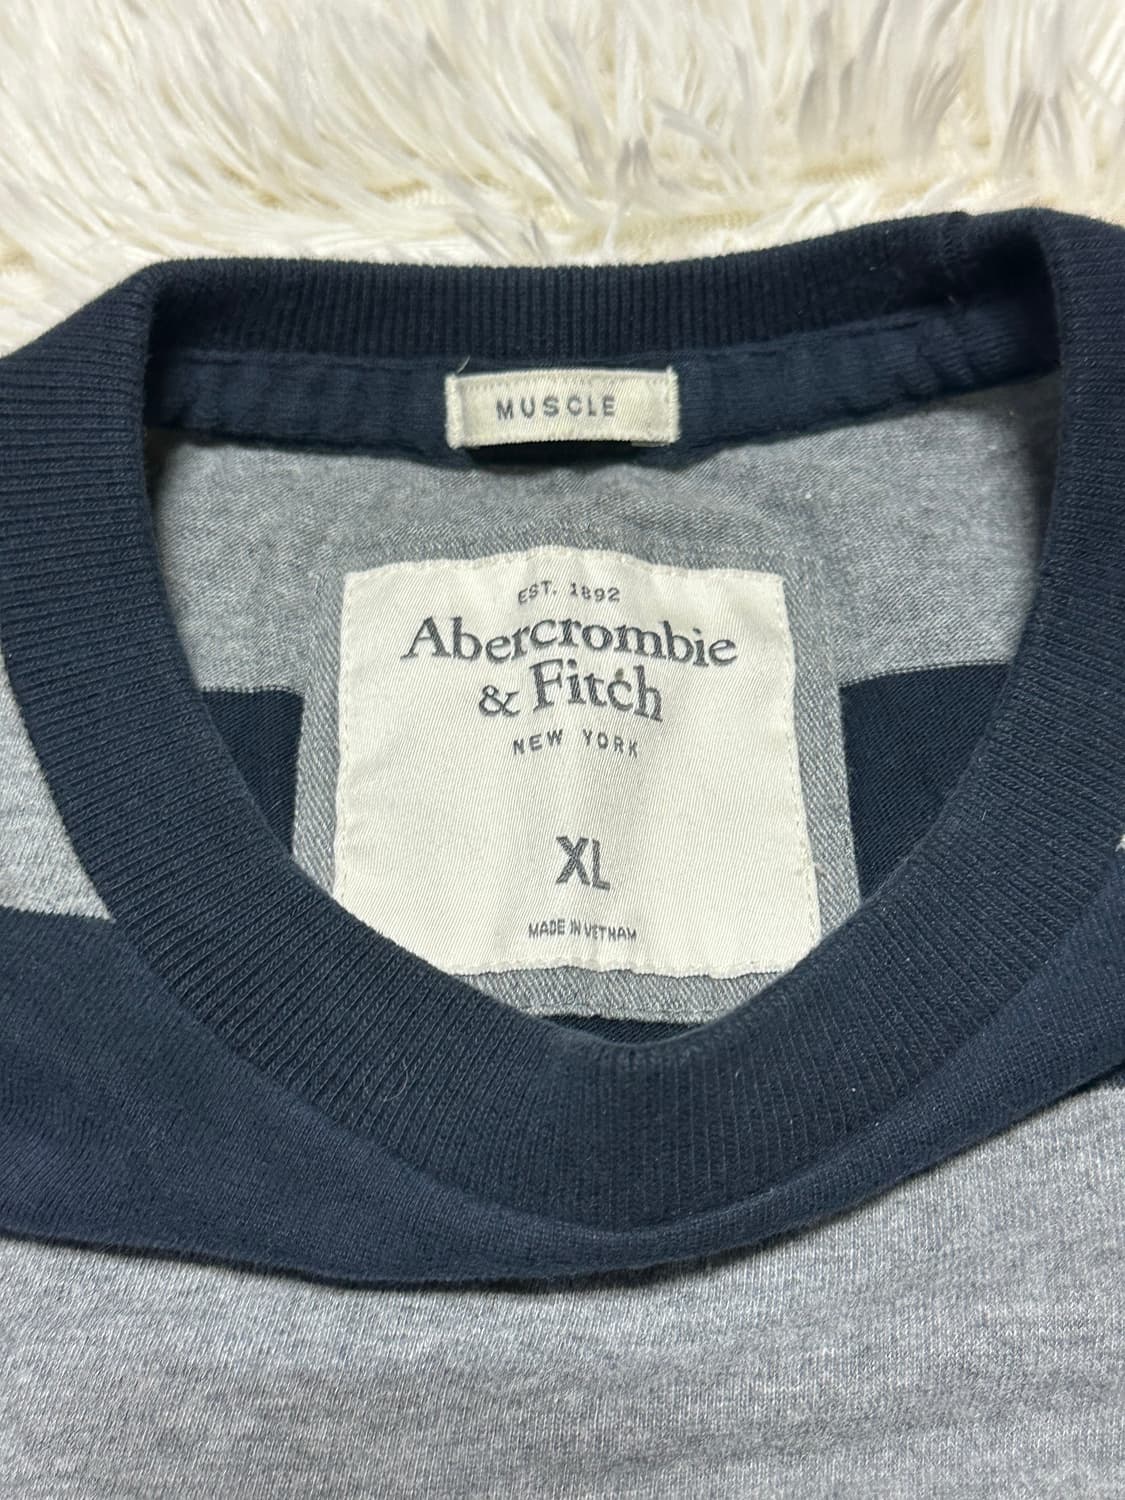 MUSCLE
EST. 1892
Abercrombie
& Fitch
NEW YORK
XL
MADE IN VIETNAM